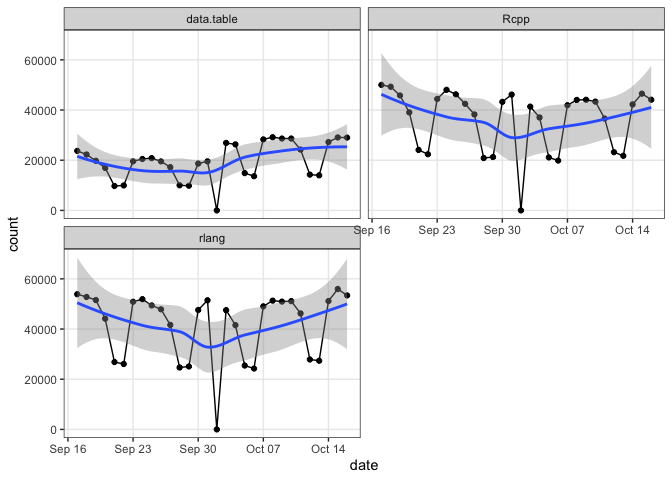 data.table
Rcpp
60000
40000
20000
0
Sep 16
Sep 23
Sep 30
Oct 07
Oct 14
count
rlang
60000
40000
20000
0
Sep 16
Sep 23
Sep 30
Oct 07
Oct 14
date